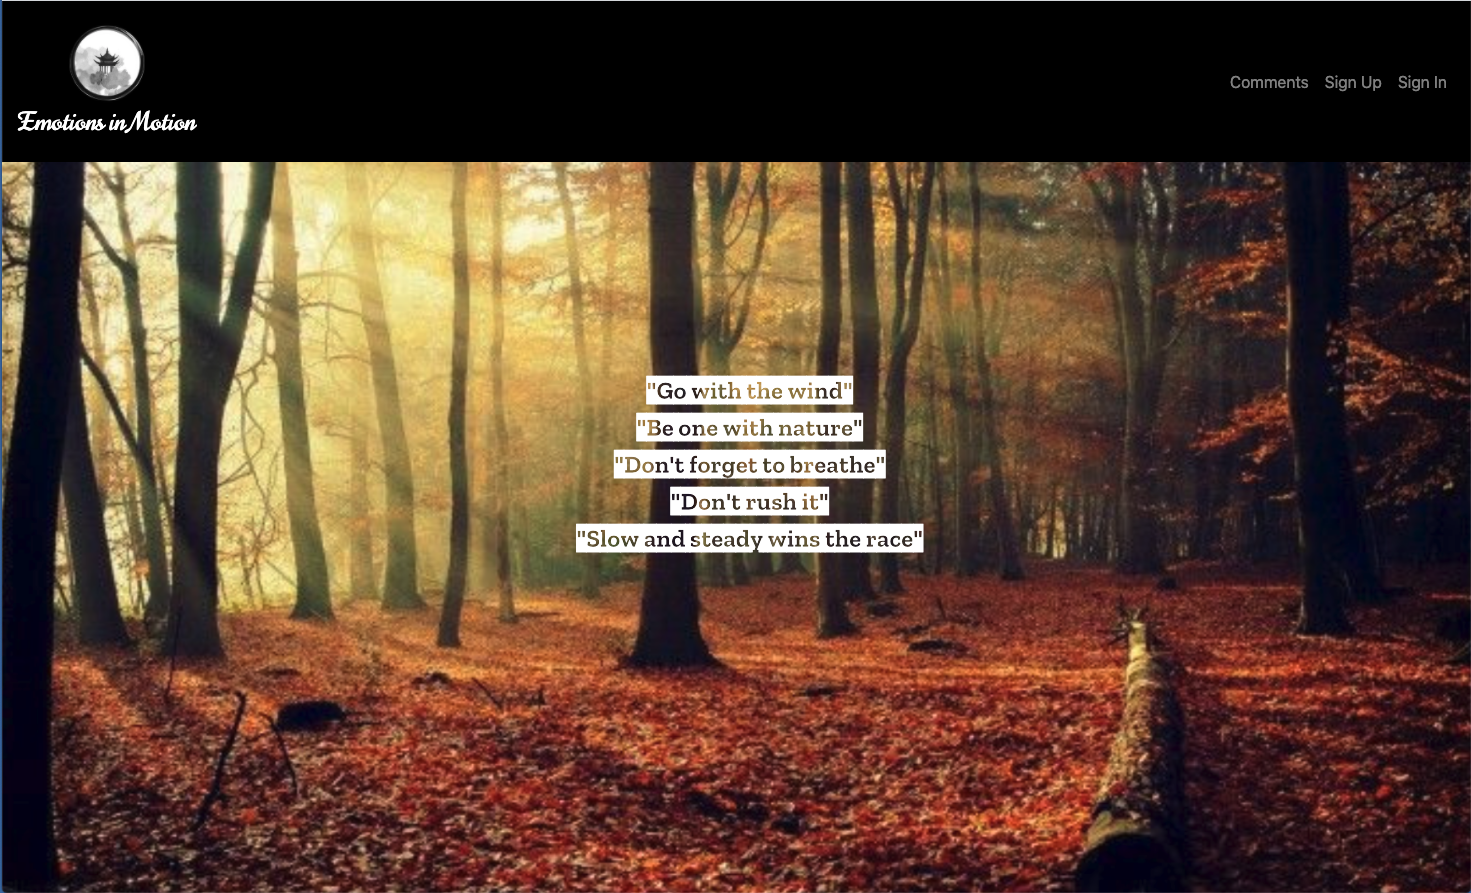 Emotions in Motion
Comments Sign Up Sign In
"Go with the wind"
"Be one with nature"
"Don't forget to breathe"
"Don't rush it"
"Slow and steady wins the race"